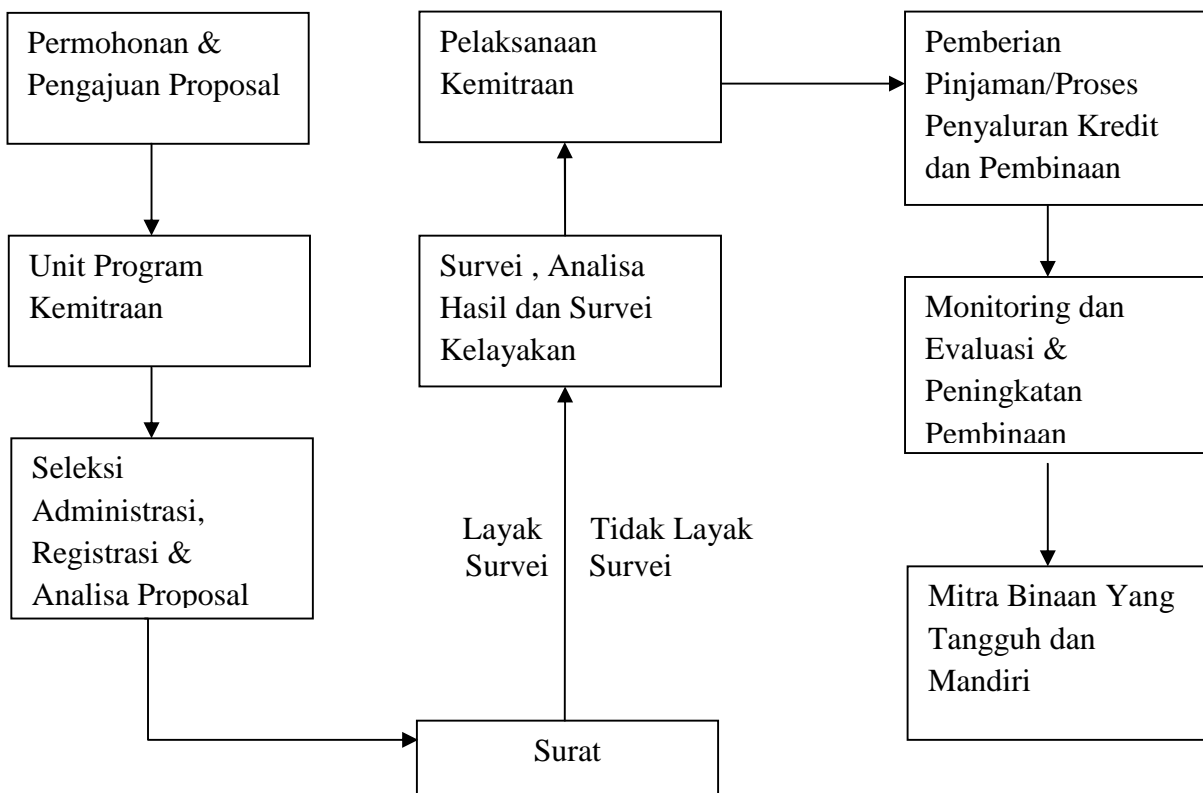 Permohonan &
Pengajuan Proposal
Unit Program
Kemitraan
Seleksi
Administrasi,
Registrasi &
Analisa Proposal
Surat
Layak
Survei
Tidak Layak
Survei
Survei , Analisa
Hasil dan Survei
Kelayakan
Pelaksanaan
Kemitraan
Pemberian
Pinjaman/Proses
Penyaluran Kredit
dan Pembinaan
Monitoring dan
Evaluasi &
Peningkatan
Pembinaan
Mitra Binaan Yang
Tangguh dan
Mandiri